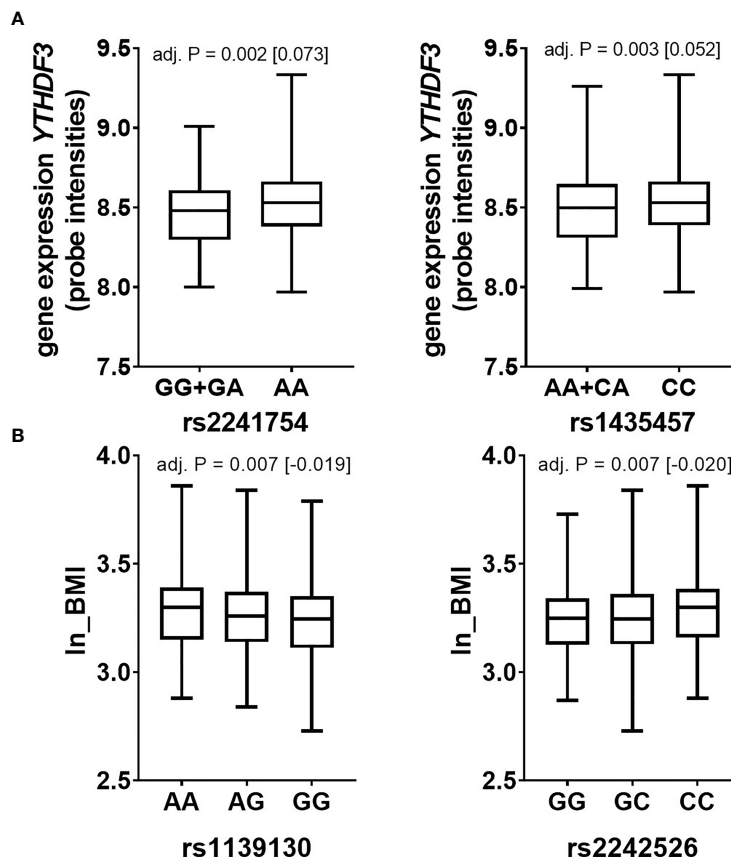 A
gene expression YTHDF3
(probe intensities)
adj. P = 0.002 [0.073]
9.5
9.0
8.5
8.0
7.5
GG+GA AA
rs2241754
gene expression YTHDF3
(probe intensities)
adj. P = 0.003 [0.052]
9.5
9.0
8.5
8.0
7.5
AA+CA CC
rs1435457
B
ln_BMI
adj. P = 0.007 [-0.019]
4.0
3.5
3.0
2.5
AA AG GG
rs1139130
ln_BMI
adj. P = 0.007 [-0.020]
4.0
3.5
3.0
2.5
GG GC CC
rs2242526